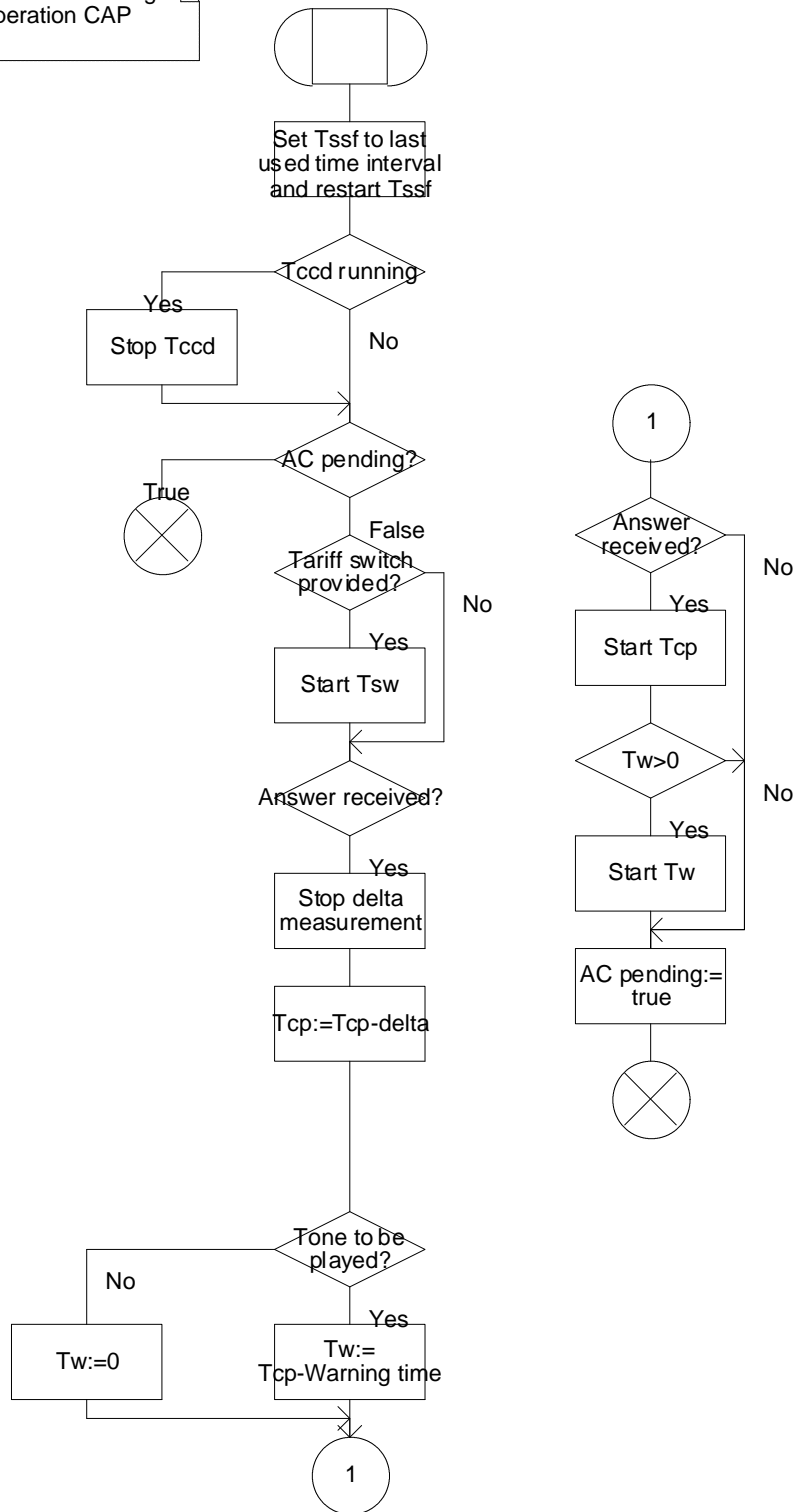 operation CAP
Set Tssf to last
used time interval
and restart Tssf
Tccd running
Yes
Stop Tccd
No
AC pending?
True
False
Tariff switch
provided?
No
Yes
Start Tsw
Answer received?
Yes
Stop delta
measurement
Tcp:=Tcp-delta
Tone to be
played?
No
Yes
Tw:=0
Tw:=
Tcp-Warning time
1
1
Answer
received?
No
Yes
Start Tcp
Tw>0
No
Yes
Start Tw
AC pending:=
true